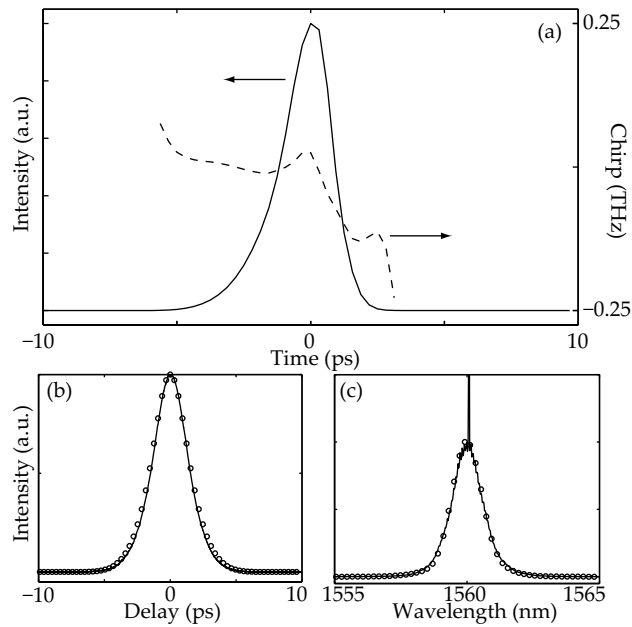 (a)
0.25
Intensity (a.u.)
Chirp (THz)
-0.25
−10
0
10
Time (ps)
(b)
Intensity (a.u.)
−10
0
10
Delay (ps)
(c)
1555
1560
1565
Wavelength (nm)